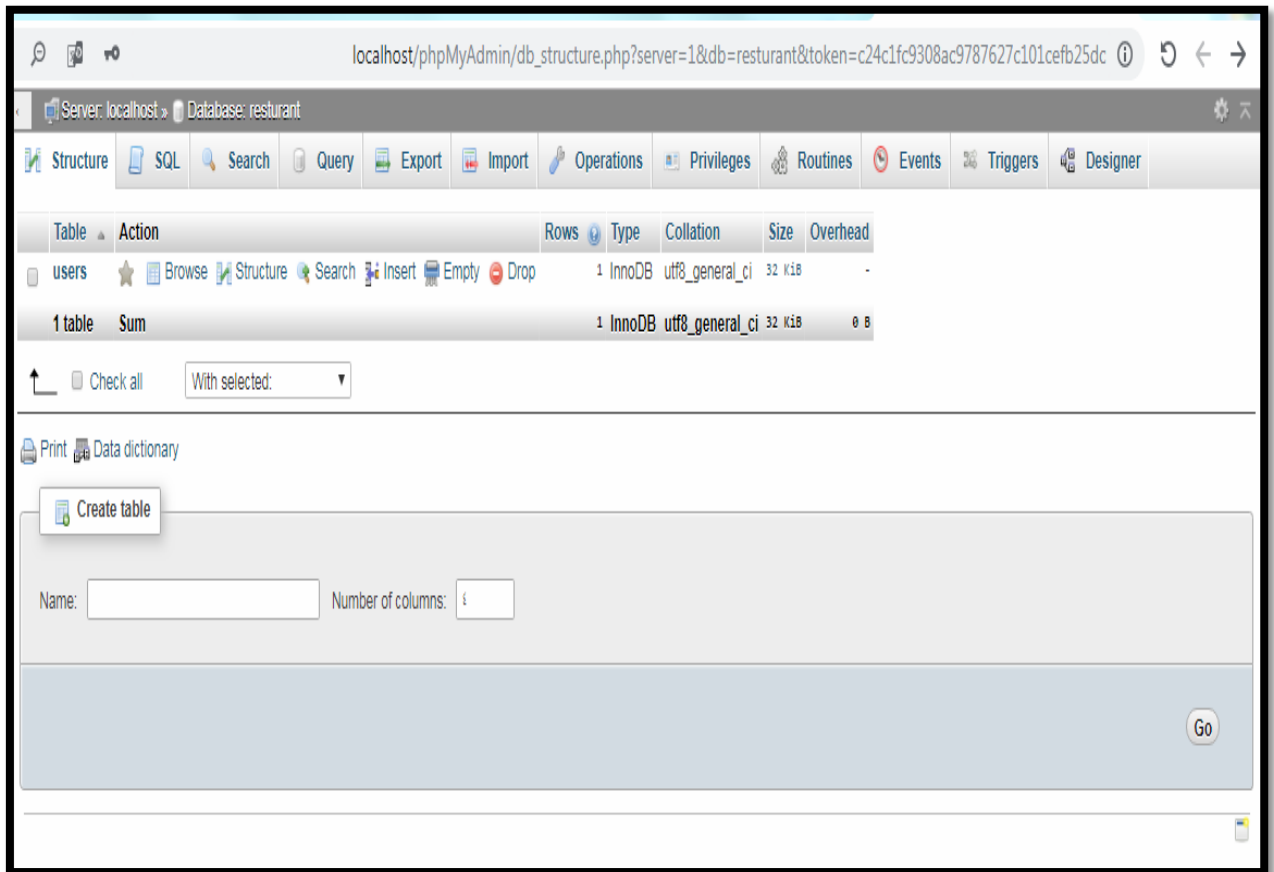 localhost/phpMyAdmin/db_structure.php?server=1&db=resturant&token=c24c1fc9308ac9787627c101cefb25dc
Server: localhost » Database: resturant
Structure SQL Search Query Export Import Operations Privileges Routines Events Triggers Designer
Table Action Rows Type Collation Size Overhead
users Browse Structure Search Insert Empty Drop 1 InnoDB utf8_general_ci 32 KiB -
1 table Sum 1 InnoDB utf8_general_ci 32 KiB 0 B
Check all With selected:
Print Data dictionary
Create table
Name: Number of columns: ٤
Go